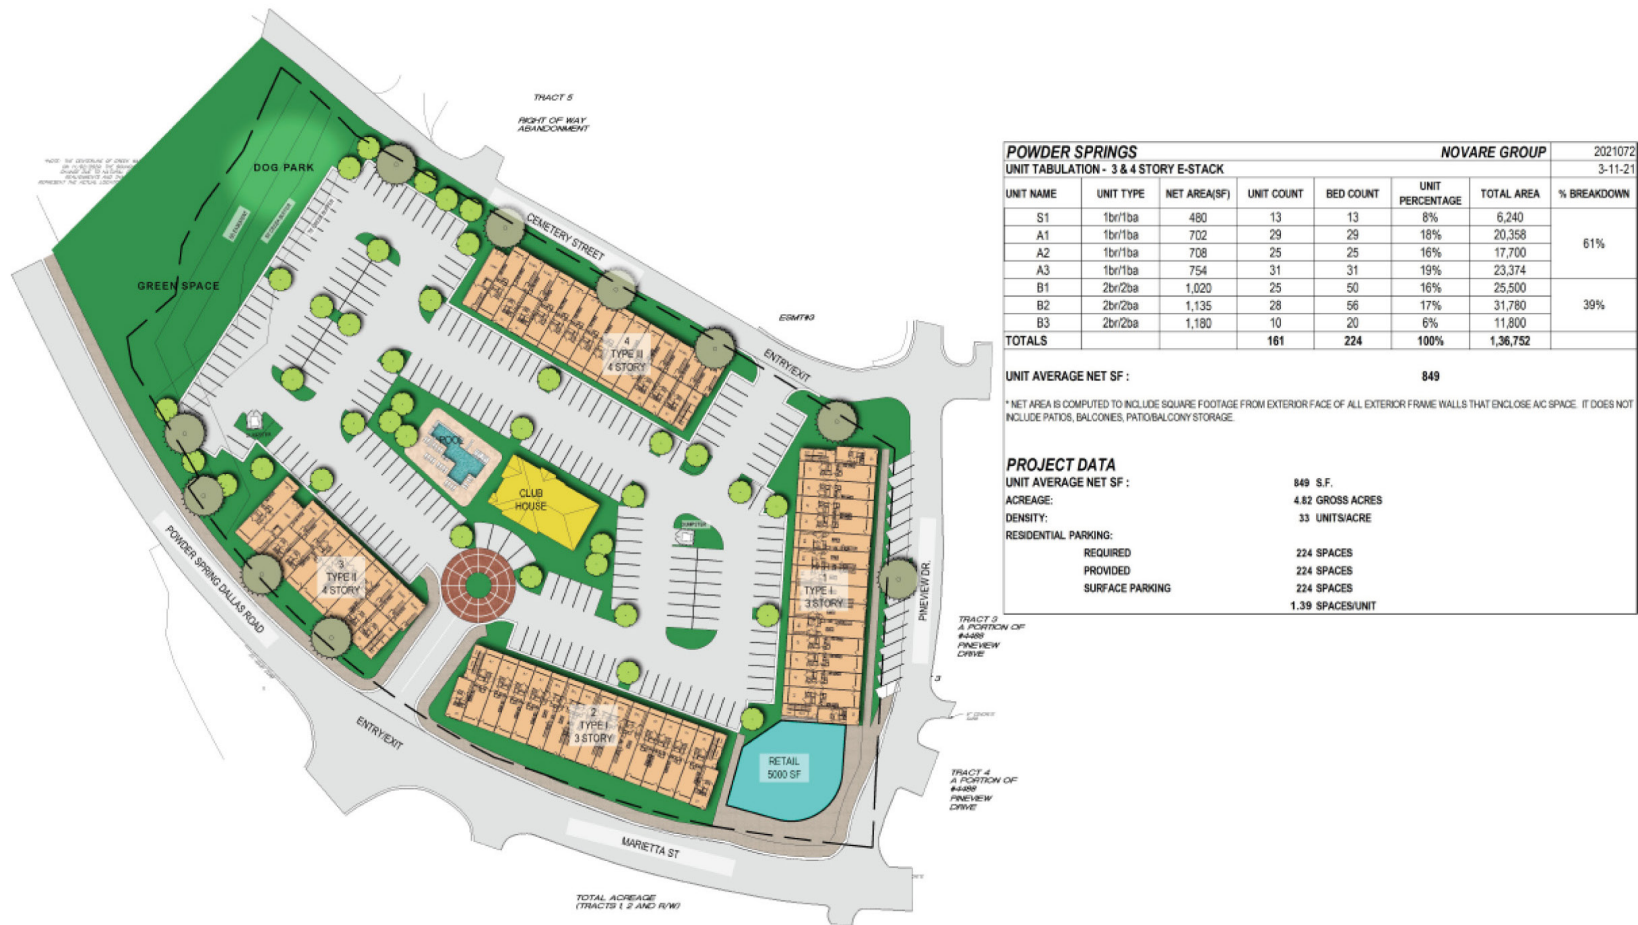 TRACT 5
RIGHT OF WAY
ABANDONMENT
DOG PARK
CEMETERY STREET
GREEN SPACE
ESMT#3
ENTRY/EXIT
4
TYPE II
4 STORY
POOL
CLUB
HOUSE
DUMPSTER
3
TYPE II
4 STORY
POWDER SPRING DALLAS ROAD
1
TYPE I
3 STORY
PINEVIEW DR.
TRACT 3
A PORTION OF
#4488
PINEVIEW
DRIVE
3
2
TYPE I
3 STORY
ENTRY/EXIT
RETAIL
5000 SF
TRACT 4
A PORTION OF
#4488
PINEVIEW
DRIVE
MARIETTA ST
TOTAL ACREAGE
(TRACTS 1, 2 AND R/W)
POWDER SPRINGS NOVARE GROUP 2021072
UNIT TABULATION - 3 & 4 STORY E-STACK 3-11-21
UNIT NAME UNIT TYPE NET AREA(SF) UNIT COUNT BED COUNT UNIT PERCENTAGE TOTAL AREA % BREAKDOWN
S1 1br/1ba 480 13 13 8% 6,240
A1 1br/1ba 702 29 29 18% 20,358
61%
A2 1br/1ba 708 25 25 16% 17,700
A3 1br/1ba 754 31 31 19% 23,374
B1 2br/2ba 1,020 25 50 16% 25,500
B2 2br/2ba 1,135 28 56 17% 31,780 39%
B3 2br/2ba 1,180 10 20 6% 11,800
TOTALS 161 224 100% 1,36,752
UNIT AVERAGE NET SF : 849
* NET AREA IS COMPUTED TO INCLUDE SQUARE FOOTAGE FROM EXTERIOR FACE OF ALL EXTERIOR FRAME WALLS THAT ENCLOSE A/C SPACE. IT DOES NOT
INCLUDE PATIOS, BALCONIES, PATIO/BALCONY STORAGE.
PROJECT DATA
UNIT AVERAGE NET SF : 849 S.F.
ACREAGE: 4.82 GROSS ACRES
DENSITY: 33 UNITS/ACRE
RESIDENTIAL PARKING:
REQUIRED 224 SPACES
PROVIDED 224 SPACES
SURFACE PARKING 224 SPACES
1.39 SPACES/UNIT